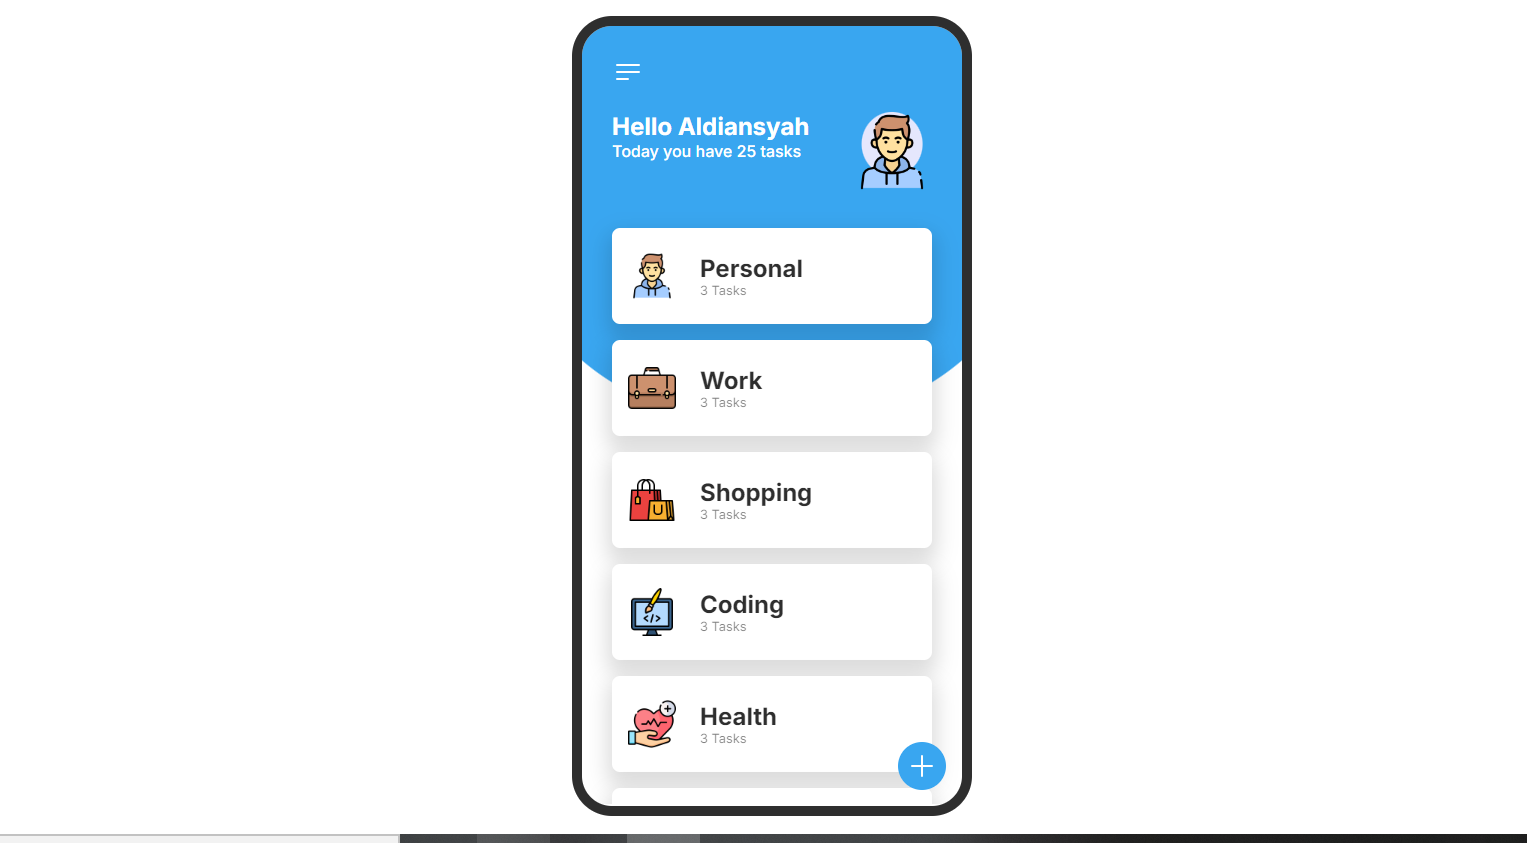 Hello Aldiansyah
Today you have 25 tasks
Personal
3 Tasks
Work
3 Tasks
Shopping
3 Tasks
Coding
3 Tasks
Health
3 Tasks